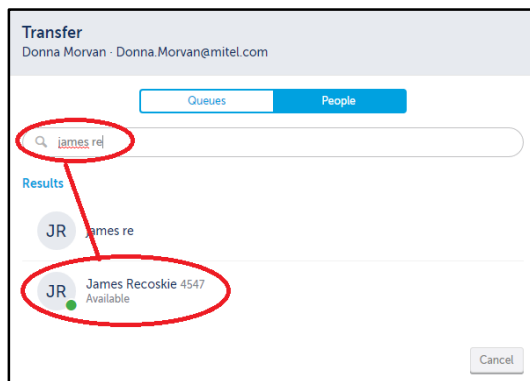 Transfer
Donna Morvan · Donna.Morvan@mitel.com
Queues People
james re
Results
JR james re
JR James Recoskie 4547
Available
Cancel